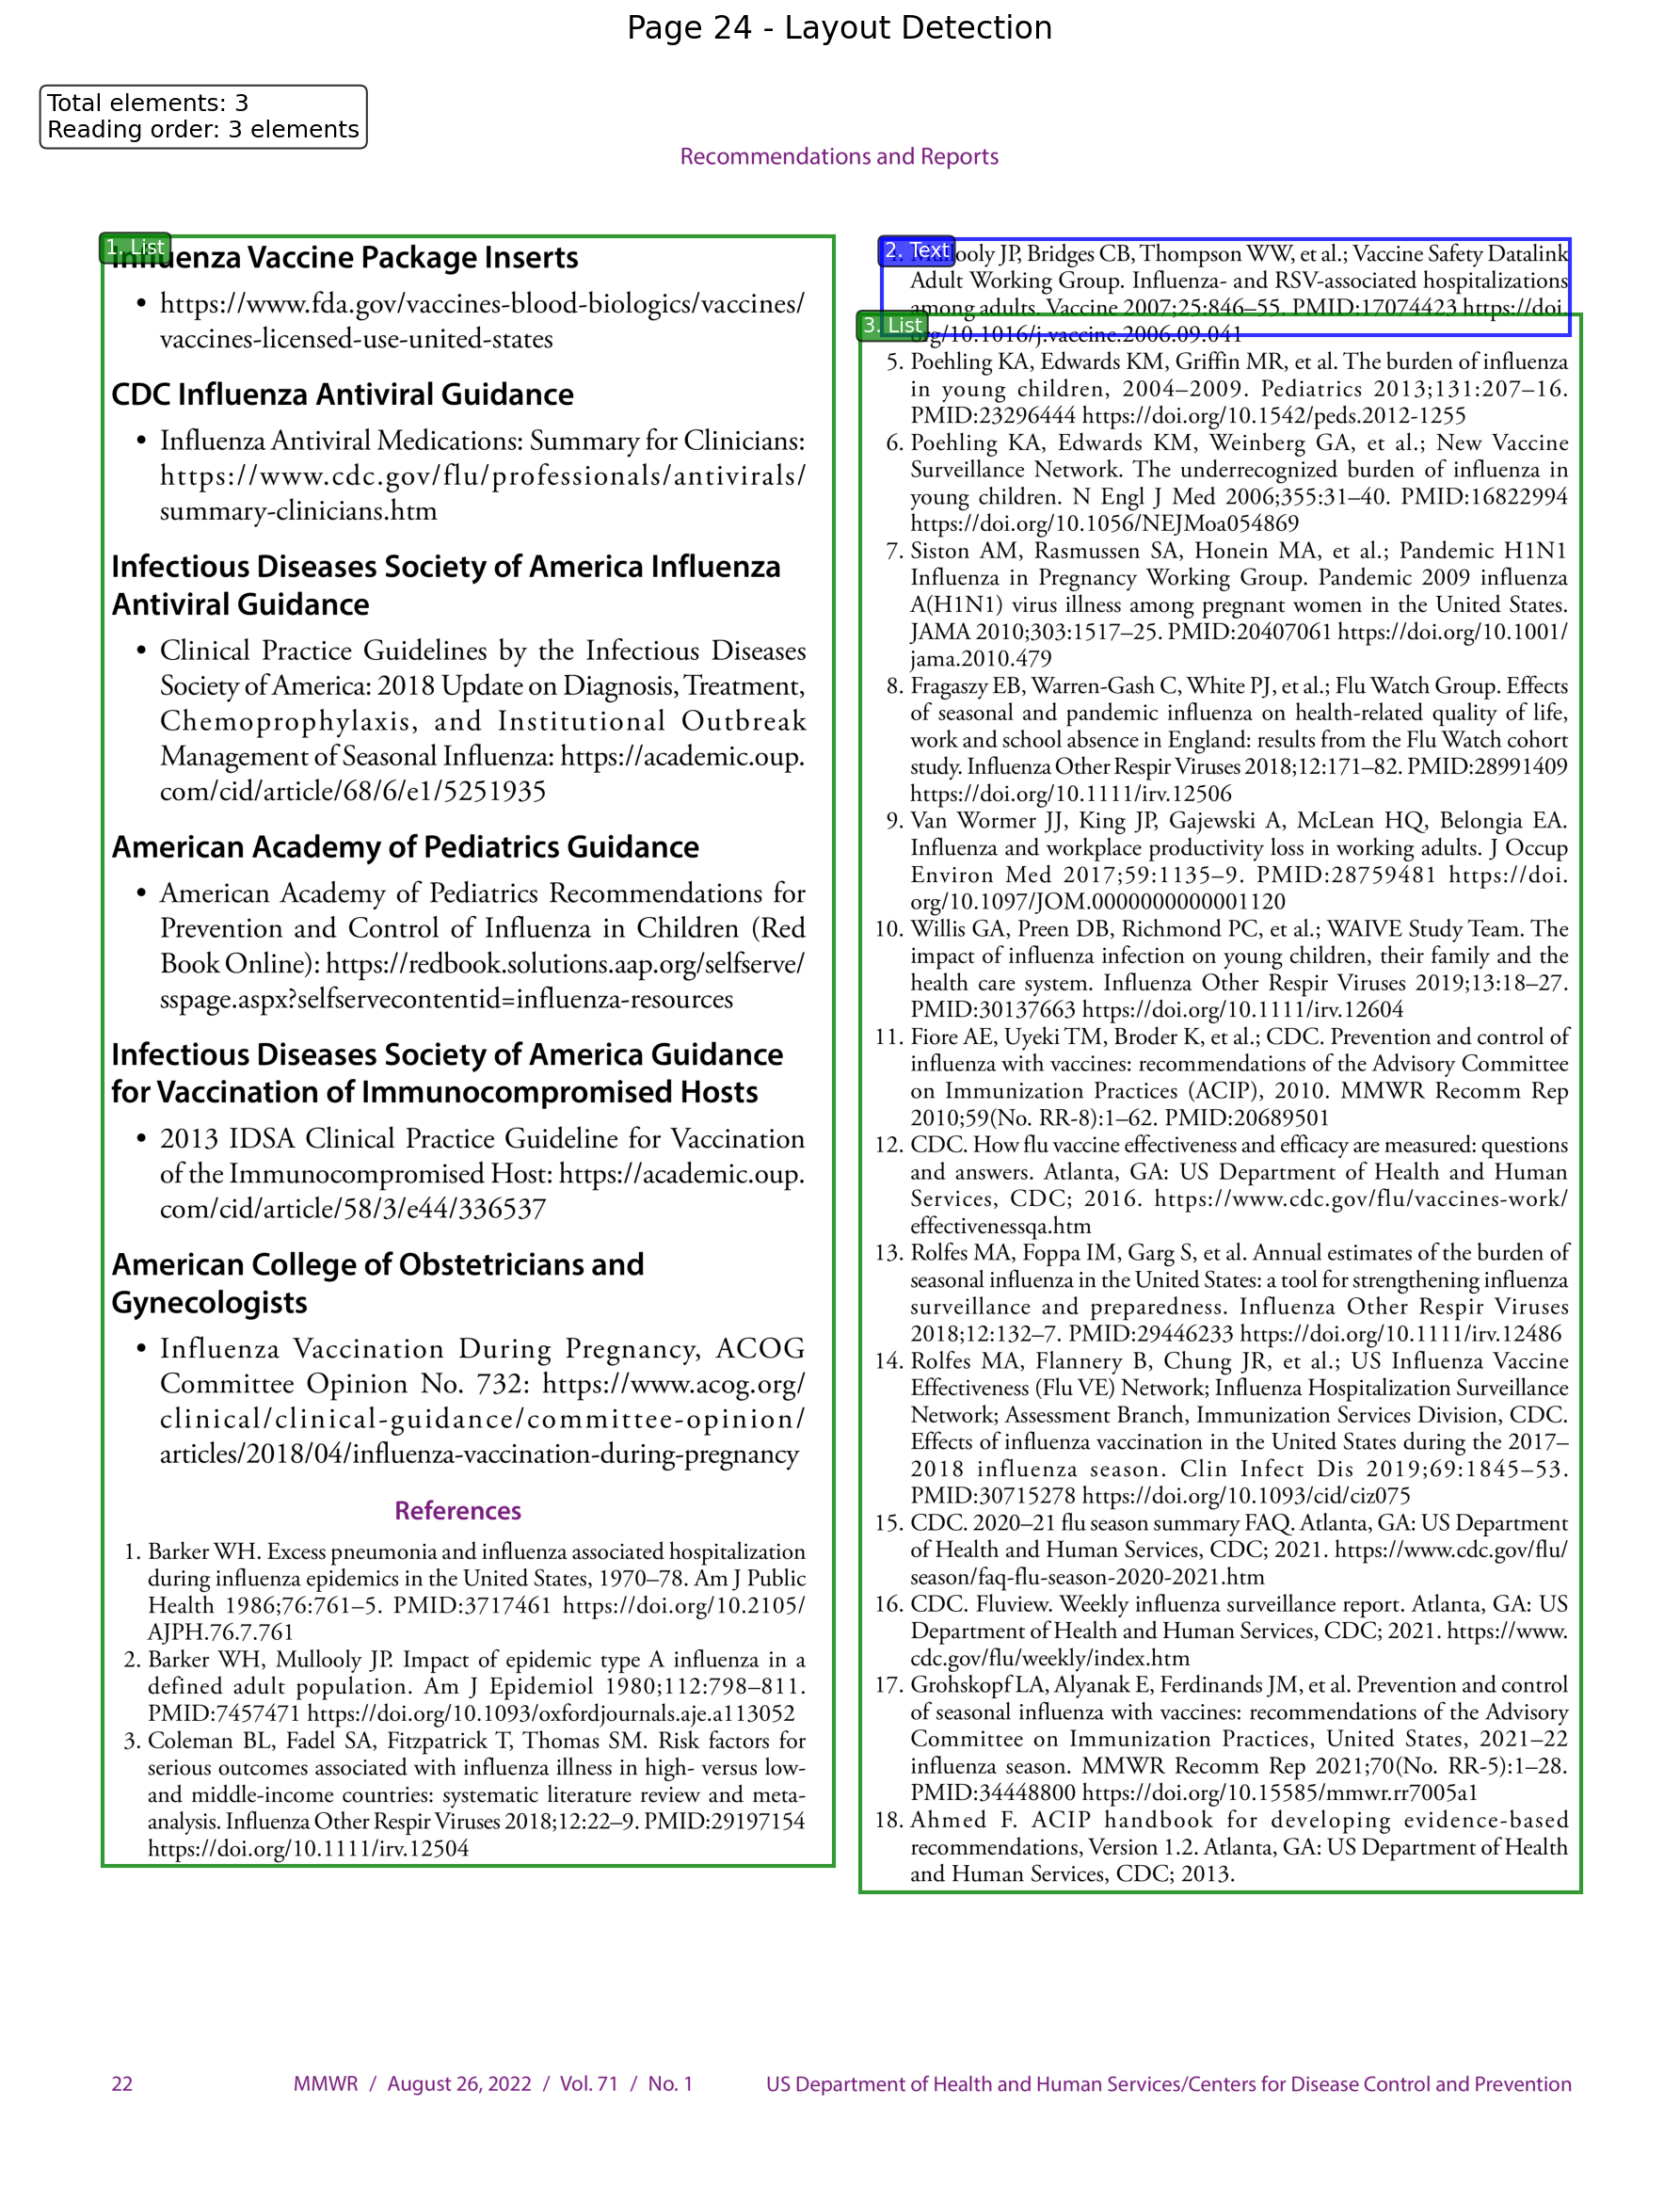 Page 24 - Layout Detection
Total elements: 3
Reading order: 3 elements
Recommendations and Reports
1. List
Influenza Vaccine Package Inserts
• https://www.fda.gov/vaccines-blood-biologics/vaccines/
vaccines-licensed-use-united-states
CDC Influenza Antiviral Guidance
• Influenza Antiviral Medications: Summary for Clinicians:
https://www.cdc.gov/flu/professionals/antivirals/
summary-clinicians.htm
Infectious Diseases Society of America Influenza
Antiviral Guidance
• Clinical Practice Guidelines by the Infectious Diseases
Society of America: 2018 Update on Diagnosis, Treatment,
Chemoprophylaxis, and Institutional Outbreak
Management of Seasonal Influenza: https://academic.oup.
com/cid/article/68/6/e1/5251935
American Academy of Pediatrics Guidance
• American Academy of Pediatrics Recommendations for
Prevention and Control of Influenza in Children (Red
Book Online): https://redbook.solutions.aap.org/selfserve/
sspage.aspx?selfservecontentid=influenza-resources
Infectious Diseases Society of America Guidance
for Vaccination of Immunocompromised Hosts
• 2013 IDSA Clinical Practice Guideline for Vaccination
of the Immunocompromised Host: https://academic.oup.
com/cid/article/58/3/e44/336537
American College of Obstetricians and
Gynecologists
• Influenza Vaccination During Pregnancy, ACOG
Committee Opinion No. 732: https://www.acog.org/
clinical/clinical-guidance/committee-opinion/
articles/2018/04/influenza-vaccination-during-pregnancy
References
1. Barker WH. Excess pneumonia and influenza associated hospitalization
during influenza epidemics in the United States, 1970–78. Am J Public
Health 1986;76:761–5. PMID:3717461 https://doi.org/10.2105/
AJPH.76.7.761
2. Barker WH, Mullooly JP. Impact of epidemic type A influenza in a
defined adult population. Am J Epidemiol 1980;112:798–811.
PMID:7457471 https://doi.org/10.1093/oxfordjournals.aje.a113052
3. Coleman BL, Fadel SA, Fitzpatrick T, Thomas SM. Risk factors for
serious outcomes associated with influenza illness in high- versus low-
and middle-income countries: systematic literature review and meta-
analysis. Influenza Other Respir Viruses 2018;12:22–9. PMID:29197154
https://doi.org/10.1111/irv.12504
2. Text
4. Mullooly JP, Bridges CB, Thompson WW, et al.; Vaccine Safety Datalink
Adult Working Group. Influenza- and RSV-associated hospitalizations
among adults. Vaccine 2007;25:846–55. PMID:17074423 https://doi.
3. List
org/10.1016/j.vaccine.2006.09.041
5. Poehling KA, Edwards KM, Griffin MR, et al. The burden of influenza
in young children, 2004–2009. Pediatrics 2013;131:207–16.
PMID:23296444 https://doi.org/10.1542/peds.2012-1255
6. Poehling KA, Edwards KM, Weinberg GA, et al.; New Vaccine
Surveillance Network. The underrecognized burden of influenza in
young children. N Engl J Med 2006;355:31–40. PMID:16822994
https://doi.org/10.1056/NEJMoa054869
7. Siston AM, Rasmussen SA, Honein MA, et al.; Pandemic H1N1
Influenza in Pregnancy Working Group. Pandemic 2009 influenza
A(H1N1) virus illness among pregnant women in the United States.
JAMA 2010;303:1517–25. PMID:20407061 https://doi.org/10.1001/
jama.2010.479
8. Fragaszy EB, Warren-Gash C, White PJ, et al.; Flu Watch Group. Effects
of seasonal and pandemic influenza on health-related quality of life,
work and school absence in England: results from the Flu Watch cohort
study. Influenza Other Respir Viruses 2018;12:171–82. PMID:28991409
https://doi.org/10.1111/irv.12506
9. Van Wormer JJ, King JP, Gajewski A, McLean HQ, Belongia EA.
Influenza and workplace productivity loss in working adults. J Occup
Environ Med 2017;59:1135–9. PMID:28759481 https://doi.
org/10.1097/JOM.0000000000001120
10. Willis GA, Preen DB, Richmond PC, et al.; WAIVE Study Team. The
impact of influenza infection on young children, their family and the
health care system. Influenza Other Respir Viruses 2019;13:18–27.
PMID:30137663 https://doi.org/10.1111/irv.12604
11. Fiore AE, Uyeki TM, Broder K, et al.; CDC. Prevention and control of
influenza with vaccines: recommendations of the Advisory Committee
on Immunization Practices (ACIP), 2010. MMWR Recomm Rep
2010;59(No. RR-8):1–62. PMID:20689501
12. CDC. How flu vaccine effectiveness and efficacy are measured: questions
and answers. Atlanta, GA: US Department of Health and Human
Services, CDC; 2016. https://www.cdc.gov/flu/vaccines-work/
effectivenessqa.htm
13. Rolfes MA, Foppa IM, Garg S, et al. Annual estimates of the burden of
seasonal influenza in the United States: a tool for strengthening influenza
surveillance and preparedness. Influenza Other Respir Viruses
2018;12:132–7. PMID:29446233 https://doi.org/10.1111/irv.12486
14. Rolfes MA, Flannery B, Chung JR, et al.; US Influenza Vaccine
Effectiveness (Flu VE) Network; Influenza Hospitalization Surveillance
Network; Assessment Branch, Immunization Services Division, CDC.
Effects of influenza vaccination in the United States during the 2017–
2018 influenza season. Clin Infect Dis 2019;69:1845–53.
PMID:30715278 https://doi.org/10.1093/cid/ciz075
15. CDC. 2020–21 flu season summary FAQ. Atlanta, GA: US Department
of Health and Human Services, CDC; 2021. https://www.cdc.gov/flu/
season/faq-flu-season-2020-2021.htm
16. CDC. Fluview. Weekly influenza surveillance report. Atlanta, GA: US
Department of Health and Human Services, CDC; 2021. https://www.
cdc.gov/flu/weekly/index.htm
17. Grohskopf LA, Alyanak E, Ferdinands JM, et al. Prevention and control
of seasonal influenza with vaccines: recommendations of the Advisory
Committee on Immunization Practices, United States, 2021–22
influenza season. MMWR Recomm Rep 2021;70(No. RR-5):1–28.
PMID:34448800 https://doi.org/10.15585/mmwr.rr7005a1
18. Ahmed F. ACIP handbook for developing evidence-based
recommendations, Version 1.2. Atlanta, GA: US Department of Health
and Human Services, CDC; 2013.
22 MMWR / August 26, 2022 / Vol. 71 / No. 1 US Department of Health and Human Services/Centers for Disease Control and Prevention